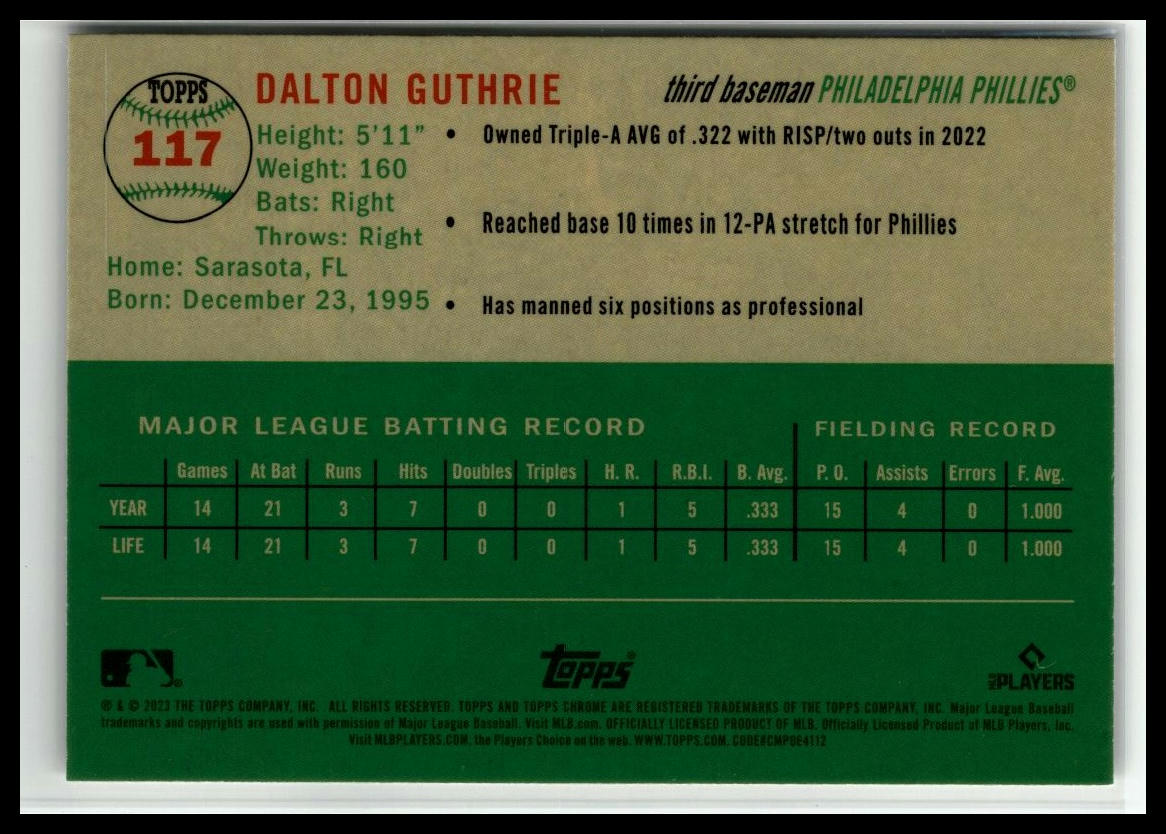 TOPPS
117
DALTON GUTHRIE
third baseman PHILADELPHIA PHILLIES®
Height: 5'11"
Weight: 160
Bats: Right
Throws: Right
Home: Sarasota, FL
Born: December 23, 1995
• Owned Triple-A AVG of .322 with RISP/two outs in 2022
• Reached base 10 times in 12-PA stretch for Phillies
• Has manned six positions as professional
MAJOR LEAGUE BATTING RECORD FIELDING RECORD
Games At Bat Runs Hits Doubles Triples H. R. R.B.I. B. Avg. P. O. Assists Errors F. Avg.
YEAR 14 21 3 7 0 0 1 5 .333 15 4 0 1.000
LIFE 14 21 3 7 0 0 1 5 .333 15 4 0 1.000
Topps®
MLB PLAYERS
® & © 2023 THE TOPPS COMPANY, INC. ALL RIGHTS RESERVED. TOPPS AND TOPPS CHROME ARE REGISTERED TRADEMARKS OF THE TOPPS COMPANY, INC. Major League Baseball
trademarks and copyrights are used with permission of Major League Baseball. Visit MLB.com. OFFICIALLY LICENSED PRODUCT OF MLB. Officially Licensed Product of MLB Players, Inc.
Visit MLBPLAYERS.COM, the Players Choice on the web. WWW.TOPPS.COM. CODE#CMP064112